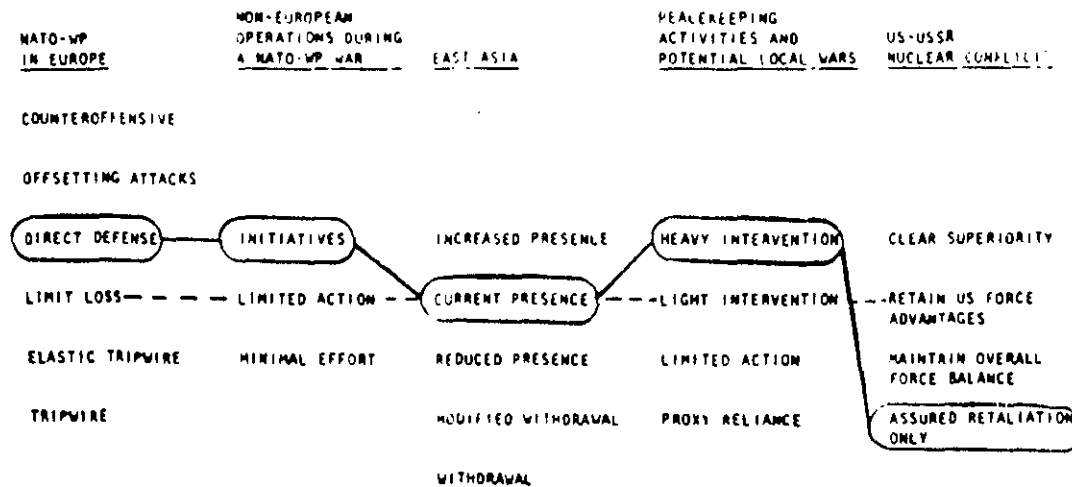 NATO-WP
IN EUROPE
NON-EUROPEAN
OPERATIONS DURING
A NATO-WP WAR
EAST ASIA
PEACEKEEPING
ACTIVITIES AND
POTENTIAL LOCAL WARS
US-USSR
NUCLEAR CONFLICT
COUNTEROFFENSIVE
OFFSETTING ATTACKS
DIRECT DEFENSE
INITIATIVES
INCREASED PRESENCE
HEAVY INTERVENTION
CLEAR SUPERIORITY
LIMIT LOSS
LIMITED ACTION
CURRENT PRESENCE
LIGHT INTERVENTION
RETAIN US FORCE
ADVANTAGES
ELASTIC TRIPWIRE
MINIMAL EFFORT
REDUCED PRESENCE
LIMITED ACTION
MAINTAIN OVERALL
FORCE BALANCE
TRIPWIRE
MODIFIED WITHDRAWAL
PROXY RELIANCE
ASSURED RETALIATION
ONLY
WITHDRAWAL